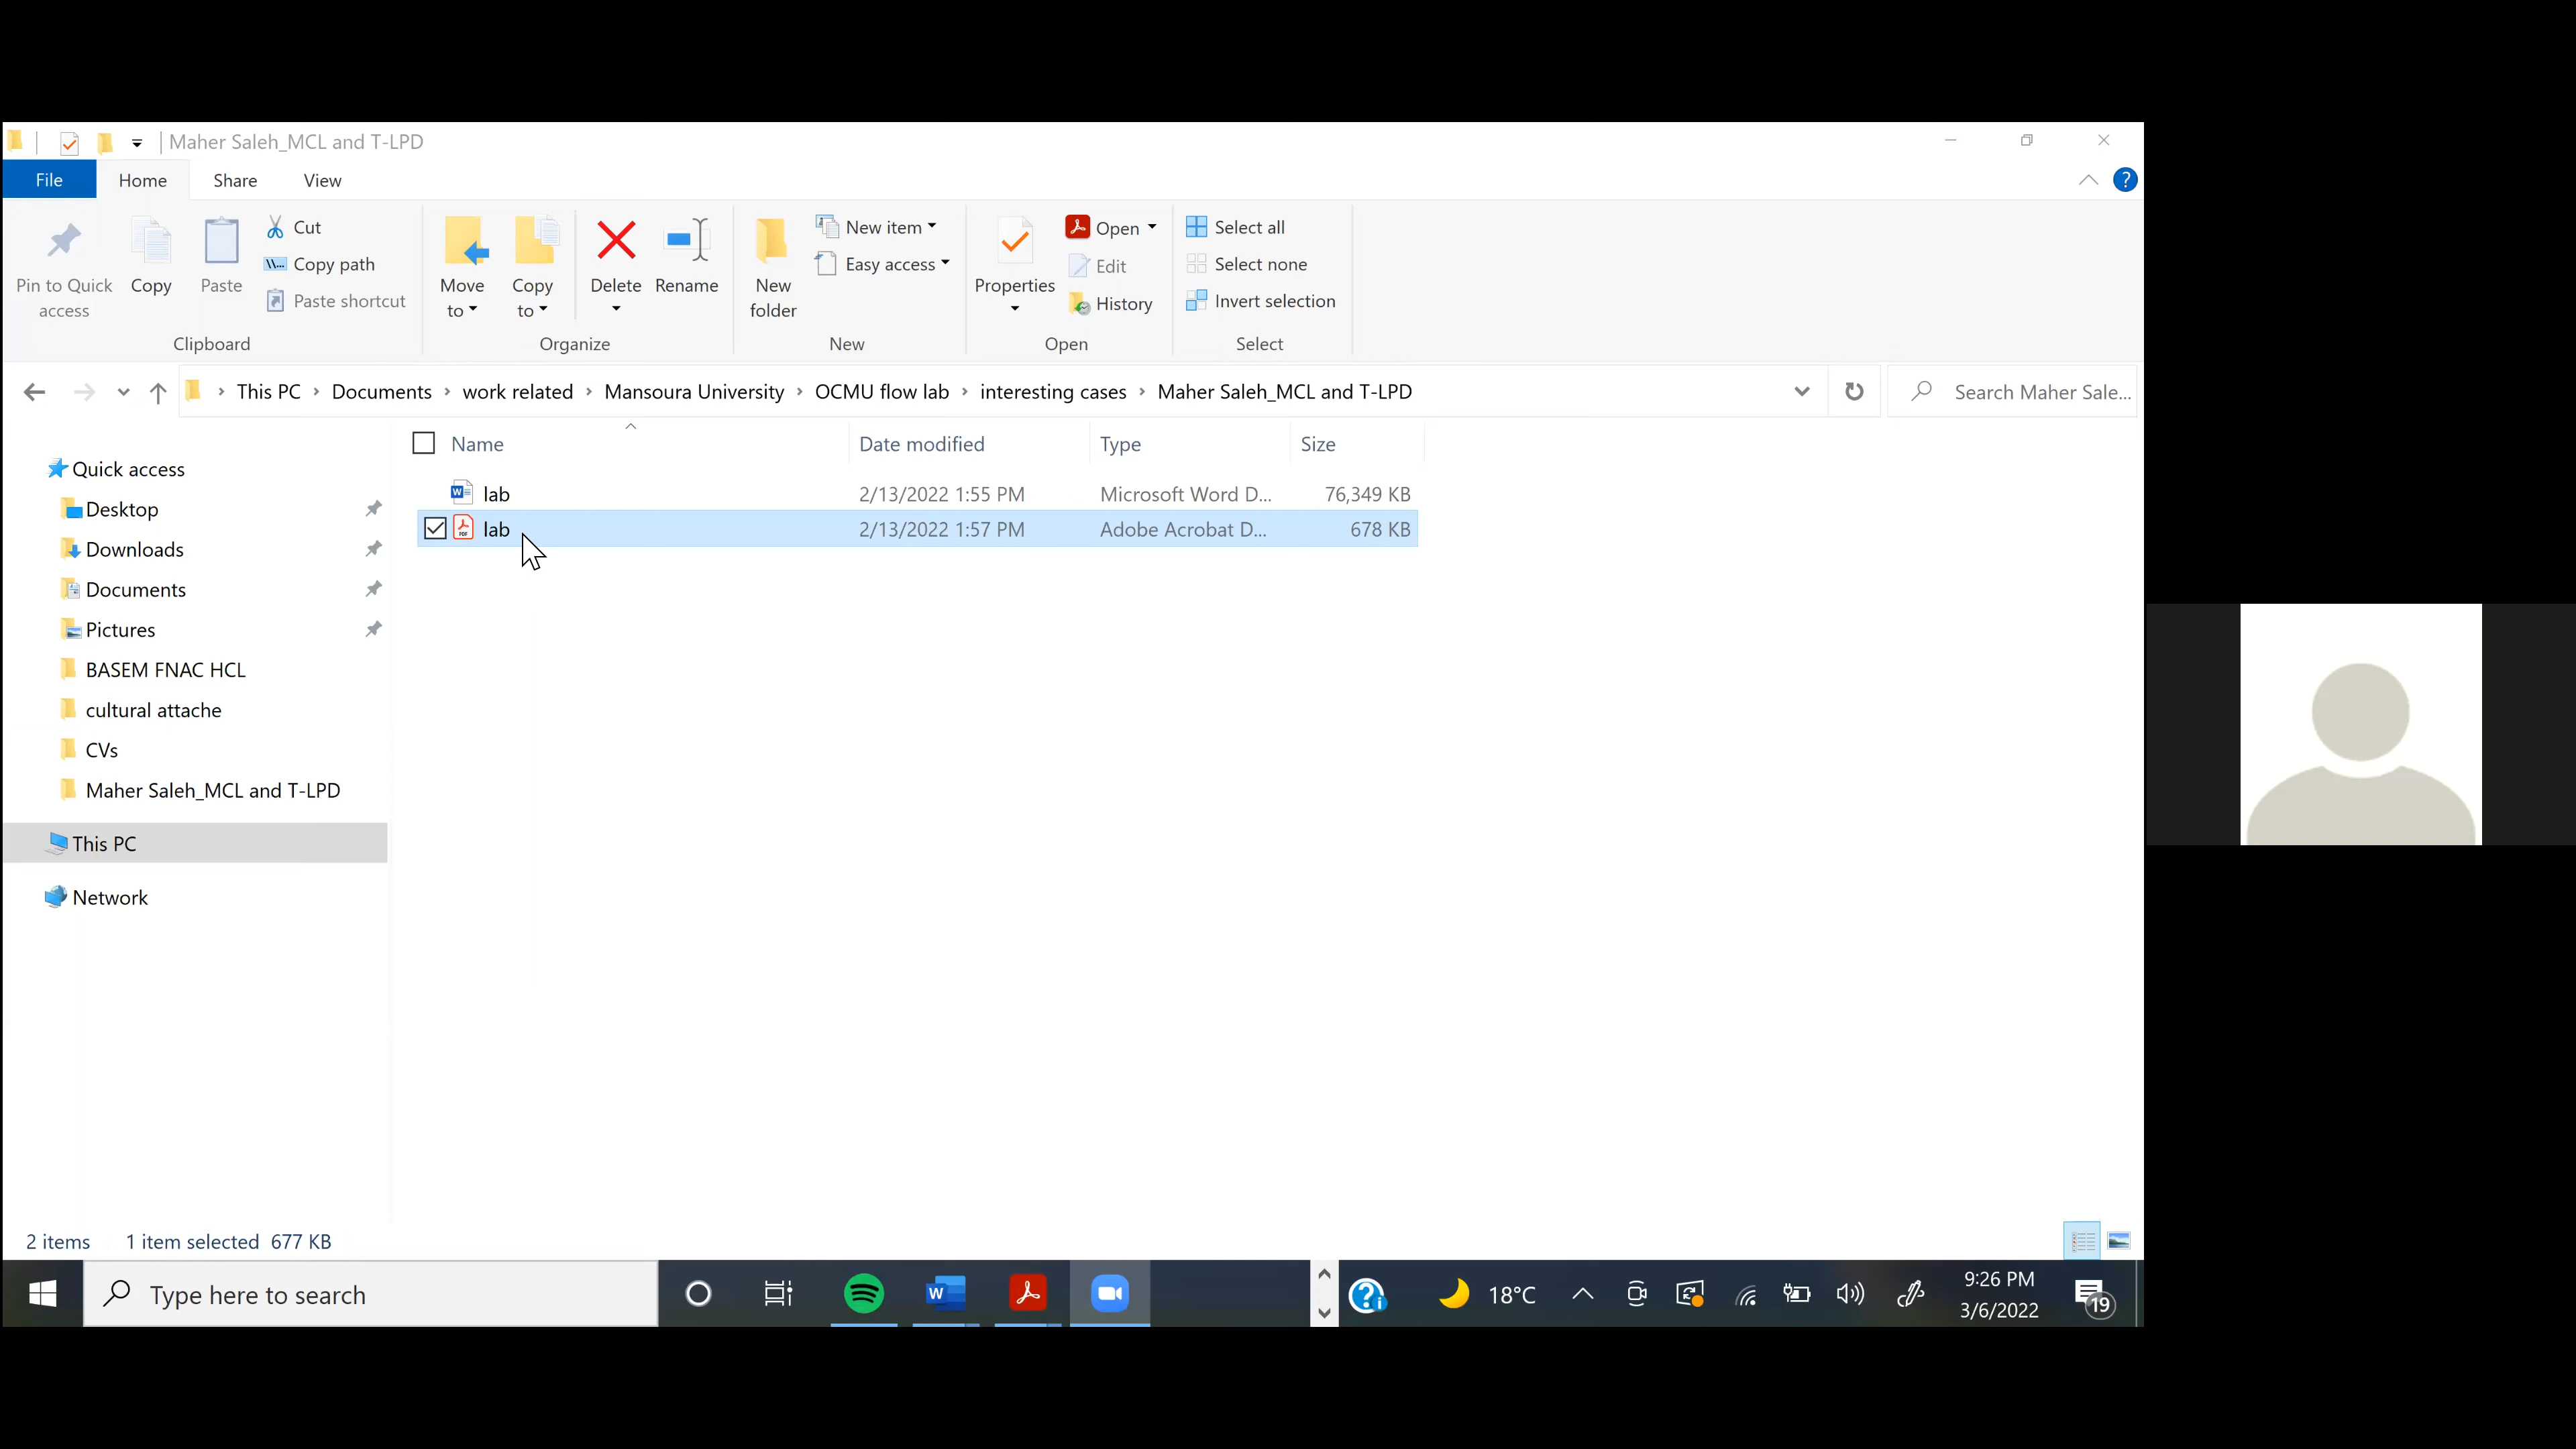 Maher Saleh_MCL and T-LPD
File Home Share View
Pin to Quick access
Copy
Paste
Cut
Copy path
Paste shortcut
Clipboard
Move to
Copy to
Delete
Rename
Organize
New folder
New item
Easy access
New
Properties
Open
Edit
History
Open
Select all
Select none
Invert selection
Select
This PC Documents work related Mansoura University OCMU flow lab interesting cases Maher Saleh_MCL and T-LPD
Search Maher Sale...
Name Date modified Type Size
lab 2/13/2022 1:55 PM Microsoft Word D... 76,349 KB
lab 2/13/2022 1:57 PM Adobe Acrobat D... 678 KB
Quick access
Desktop
Downloads
Documents
Pictures
BASEM FNAC HCL
cultural attache
CVs
Maher Saleh_MCL and T-LPD
This PC
Network
2 items 1 item selected 677 KB
Type here to search
18°C
9:26 PM
3/6/2022
19